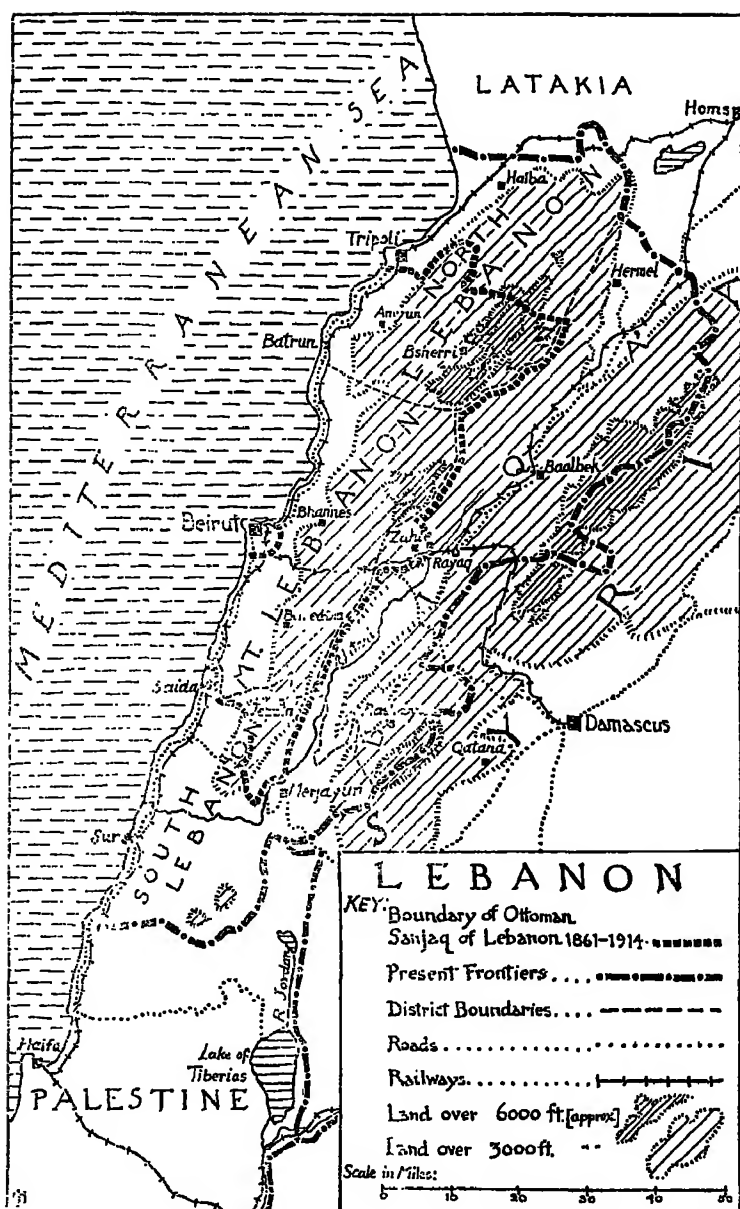 LATAKIA
Homs
MEDITERRANEAN SEA
Halba
Tripoli
NORTH LEBANON
Hermel
Batrun
Bsherri
Baalbek
Beirut
Bhannes
MT. LEBANON
Rayaq
Saida
Damascus
Qatana
Merjayun
SYRIA
Sur
SOUTH LEBANON
R. Jordan
Haifa
Lake of
Tiberias
PALESTINE
LEBANON
KEY:
Boundary of Ottoman
Sanjaq of Lebanon 1861-1914
Present Frontiers....
District Boundaries....
Roads
Railways..........
Land over 6000 ft. [approx]
Land over 3000 ft. "
Scale in Miles:
0 10 20 30 40 50